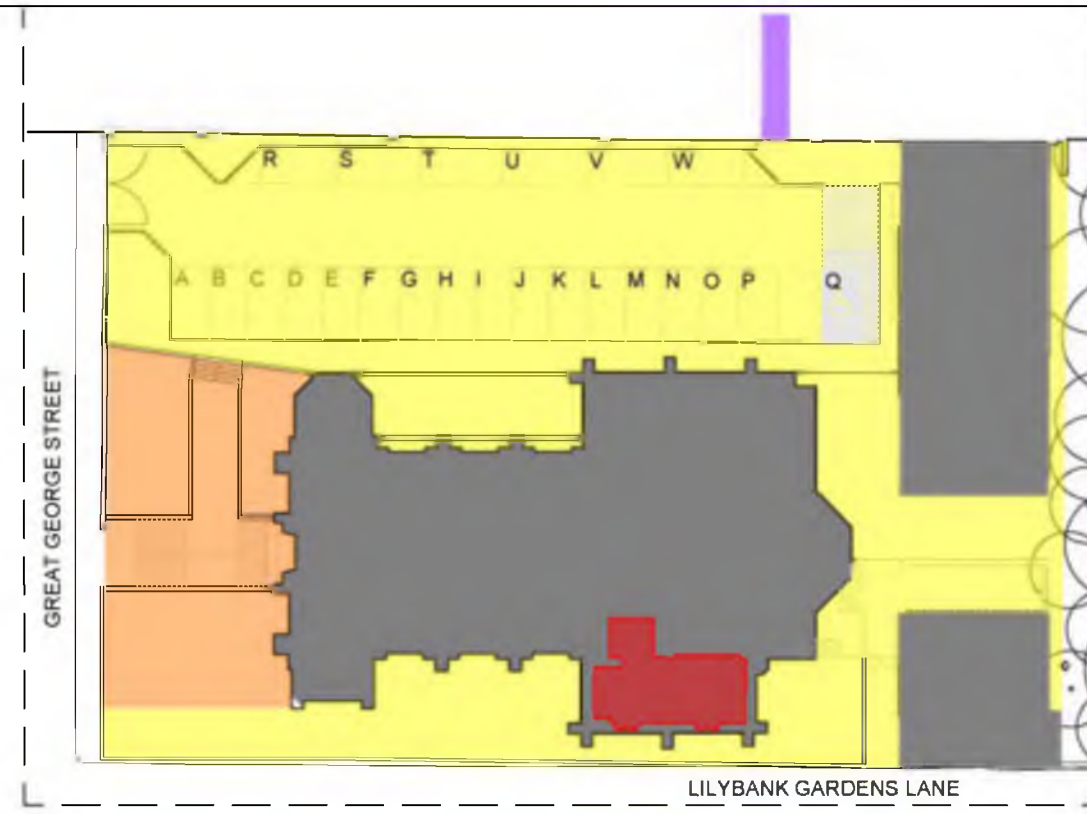 R S T U V W
A B C D E F G H I J K L M N O P Q
GREAT GEORGE STREET
LILYBANK GARDENS LANE